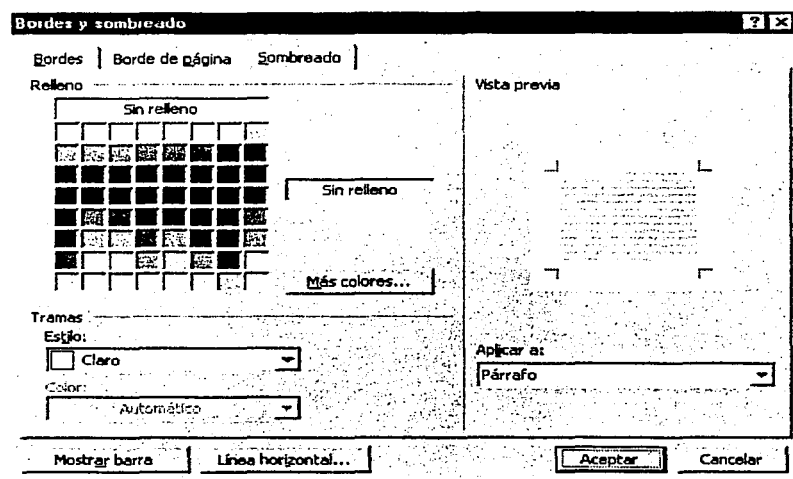 Bordes y sombreado
Bordes
Borde de página
Sombreado
Relleno
Sin relleno
Sin relleno
Más colores...
Tramas
Estilo:
Claro
Color:
Automático
Vista previa
Aplicar a:
Párrafo
Mostrar barra
Línea horizontal...
Aceptar
Cancelar